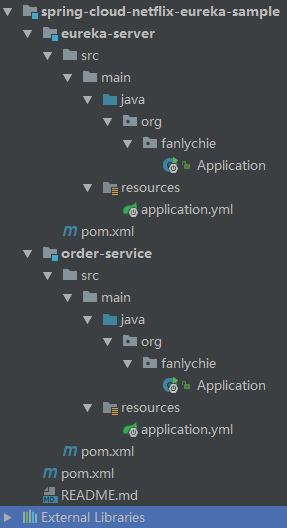 spring-cloud-netflix-eureka-sample
eureka-server
src
main
java
org
fanlychie
Application
resources
application.yml
pom.xml
order-service
src
main
java
org
fanlychie
Application
resources
application.yml
pom.xml
pom.xml
README.md
External Libraries